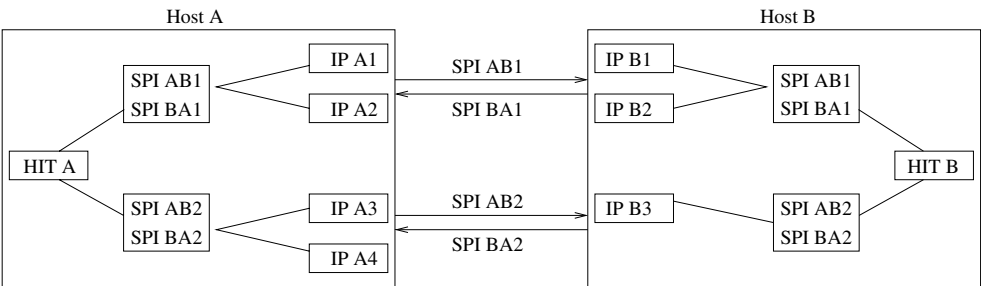 Host A
Host B
IP A1
SPI AB1
IP B1
SPI AB1
SPI BA1
IP A2
SPI BA1
IP B2
SPI AB1
SPI BA1
HIT A
HIT B
SPI AB2
SPI BA2
IP A3
IP A4
SPI AB2
SPI BA2
IP B3
SPI AB2
SPI BA2